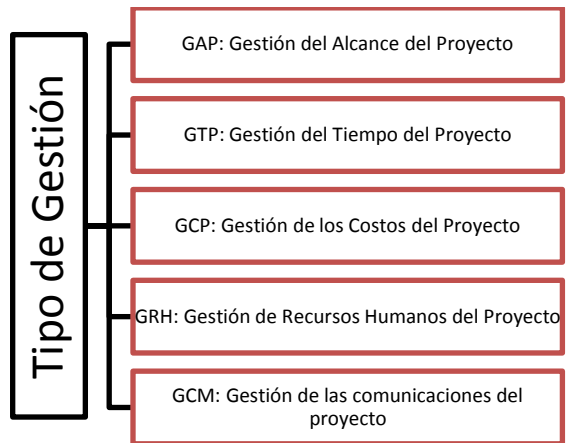 Tipo de Gestión
GAP: Gestión del Alcance del Proyecto
GTP: Gestión del Tiempo del Proyecto
GCP: Gestión de los Costos del Proyecto
GRH: Gestión de Recursos Humanos del Proyecto
GCM: Gestión de las comunicaciones del
proyecto